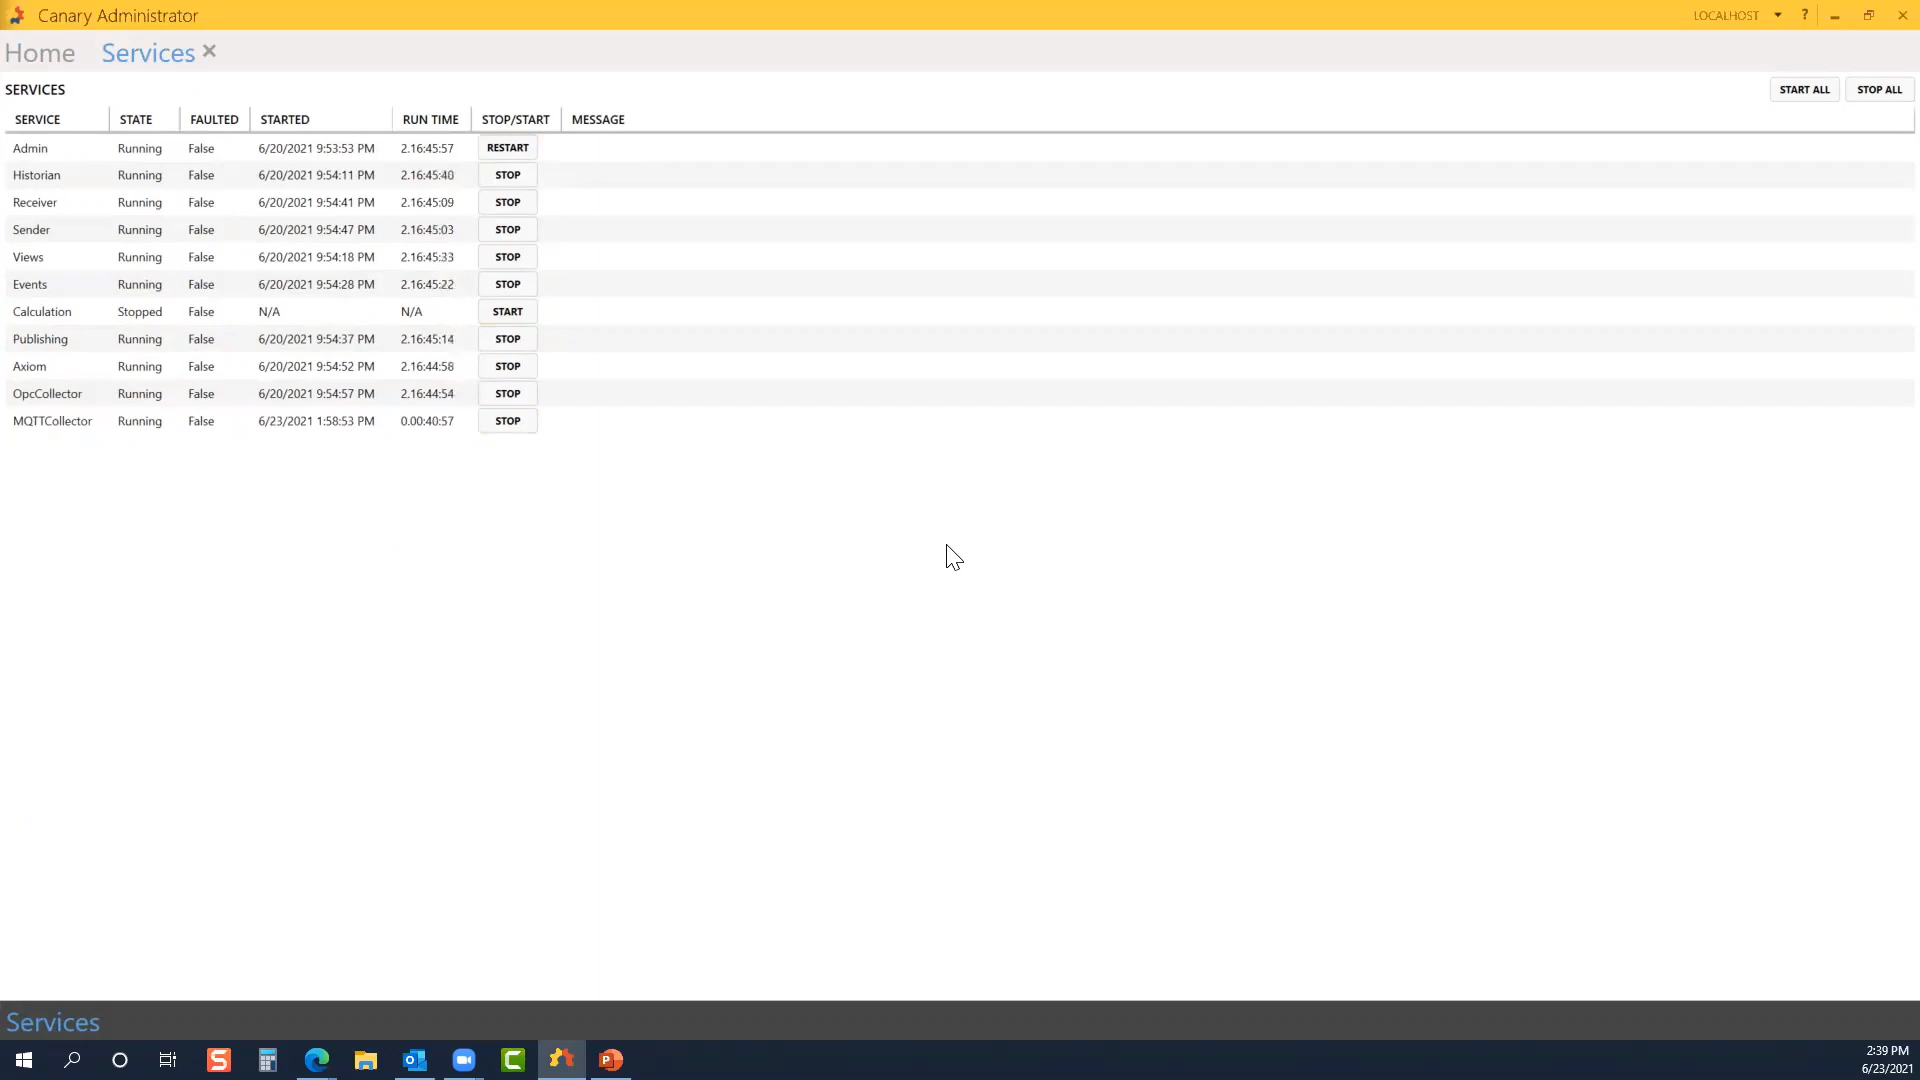 Canary Administrator LOCALHOST ?
Home Services
SERVICES START ALL STOP ALL
SERVICE STATE FAULTED STARTED RUN TIME STOP/START MESSAGE
Admin Running False 6/20/2021 9:53:53 PM 2.16:45:57 RESTART
Historian Running False 6/20/2021 9:54:11 PM 2.16:45:40 STOP
Receiver Running False 6/20/2021 9:54:41 PM 2.16:45:09 STOP
Sender Running False 6/20/2021 9:54:47 PM 2.16:45:03 STOP
Views Running False 6/20/2021 9:54:18 PM 2.16:45:33 STOP
Events Running False 6/20/2021 9:54:28 PM 2.16:45:22 STOP
Calculation Stopped False N/A N/A START
Publishing Running False 6/20/2021 9:54:37 PM 2.16:45:14 STOP
Axiom Running False 6/20/2021 9:54:52 PM 2.16:44:58 STOP
OpcCollector Running False 6/20/2021 9:54:57 PM 2.16:44:54 STOP
MQTTCollector Running False 6/23/2021 1:58:53 PM 0.00:40:57 STOP
Services
2:39 PM
6/23/2021